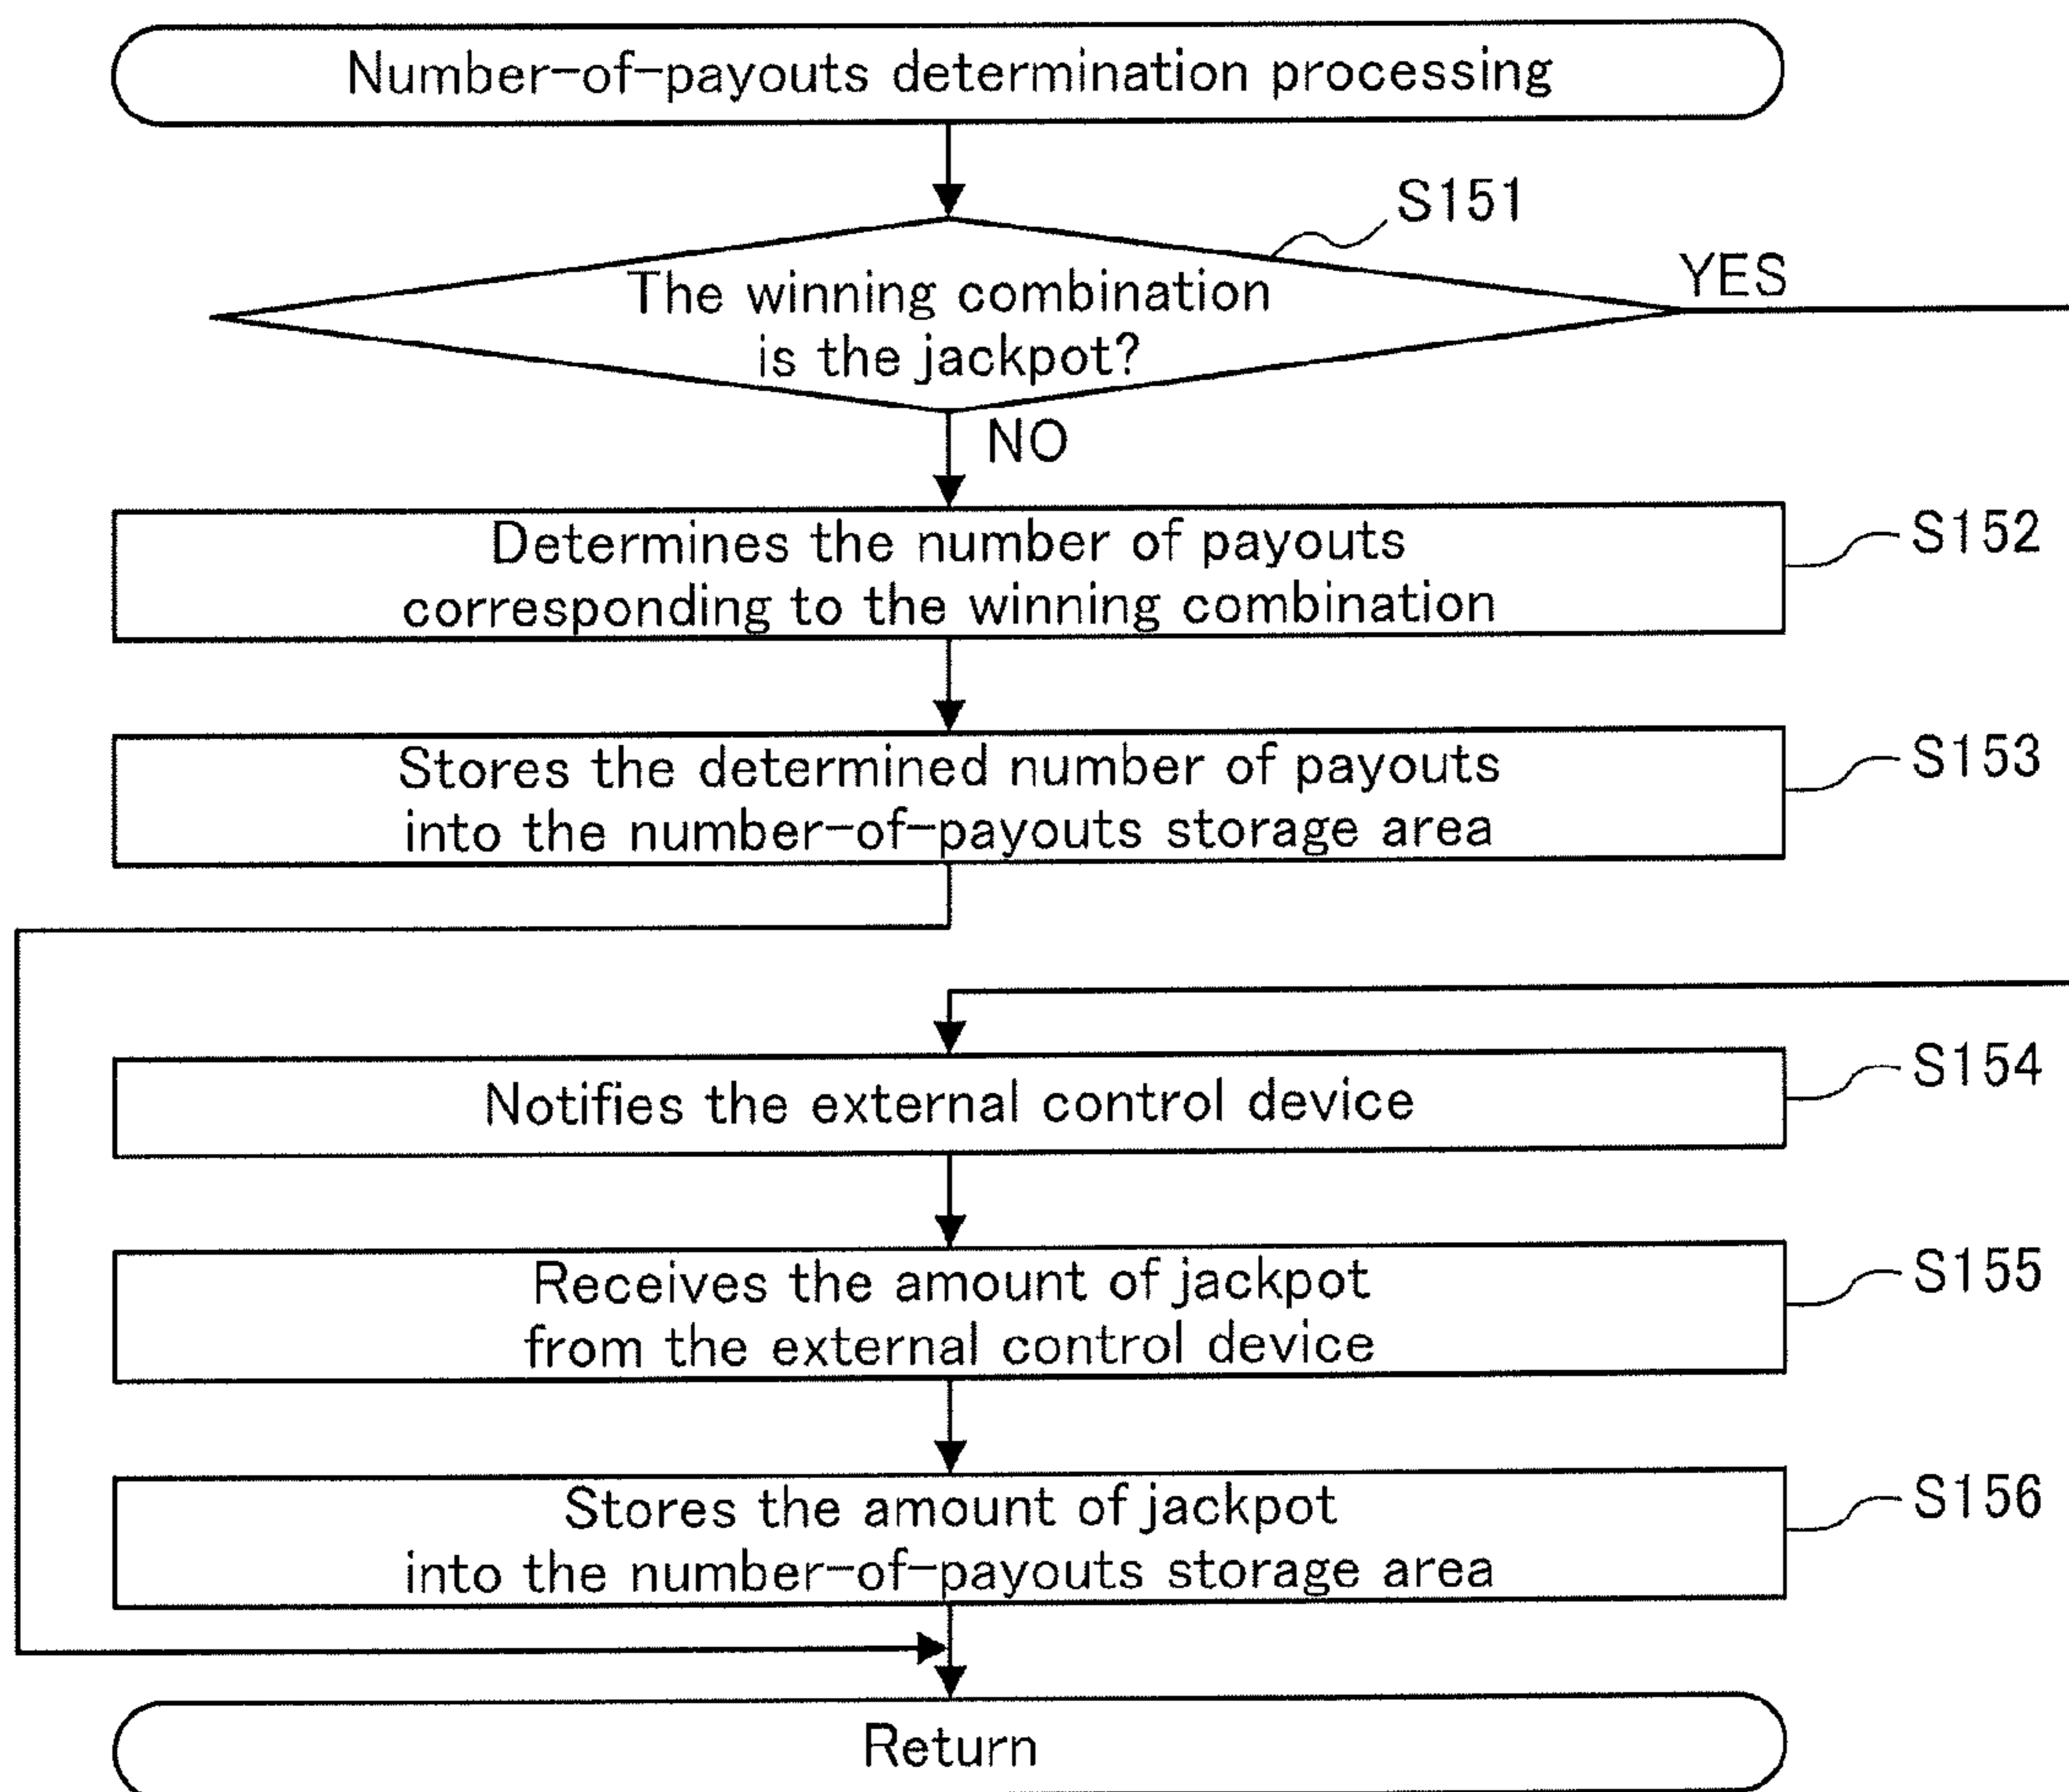 Number-of-payouts determination processing
S151
The winning combination
is the jackpot?
YES
NO
Determines the number of payouts
corresponding to the winning combination
S152
Stores the determined number of payouts
into the number-of-payouts storage area
S153
Notifies the external control device
S154
Receives the amount of jackpot
from the external control device
S155
Stores the amount of jackpot
into the number-of-payouts storage area
S156
Return